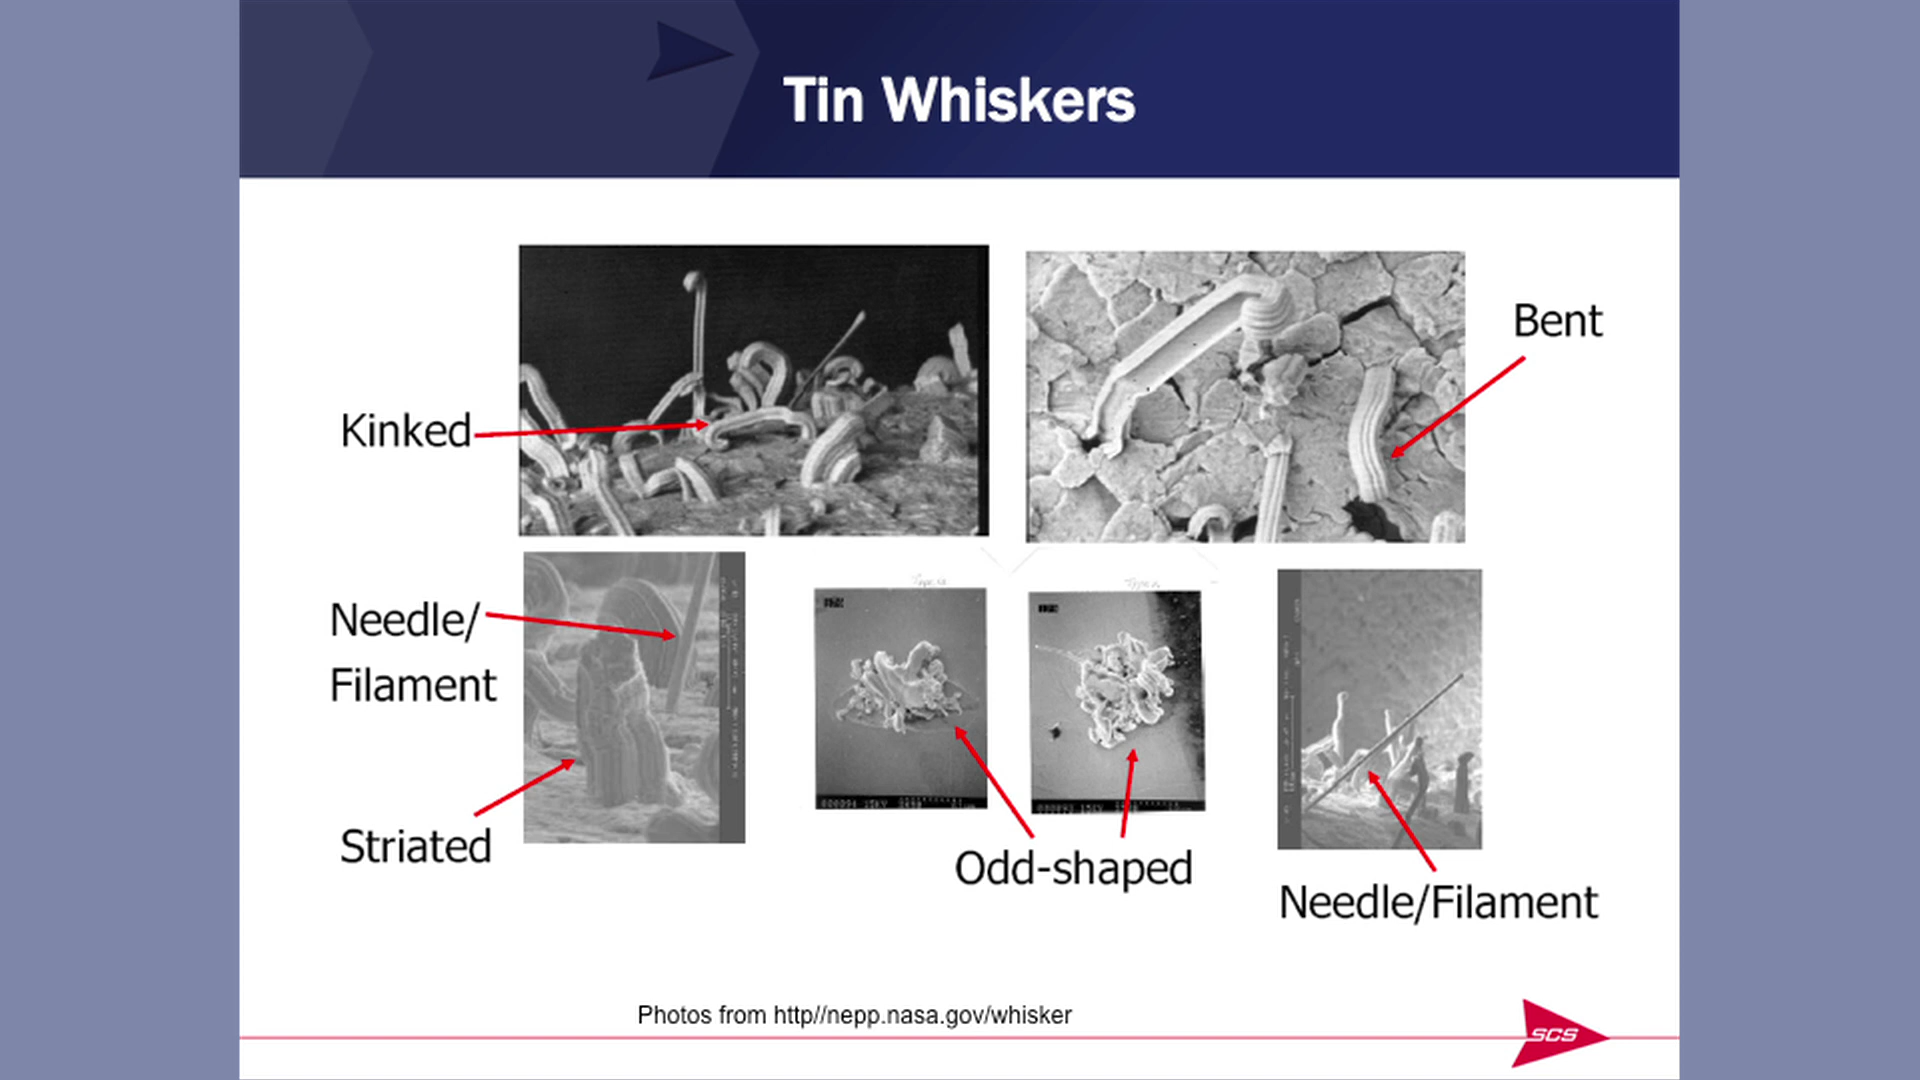 Tin Whiskers
Bent
Kinked
Needle/
Filament
Striated
Odd-shaped
Needle/Filament
Photos from http//nepp.nasa.gov/whisker
SCS